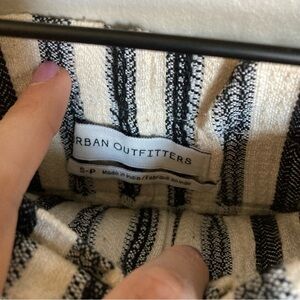 RBAN OUTFITTERS
S-P Made in India/Fabriqué en Inde